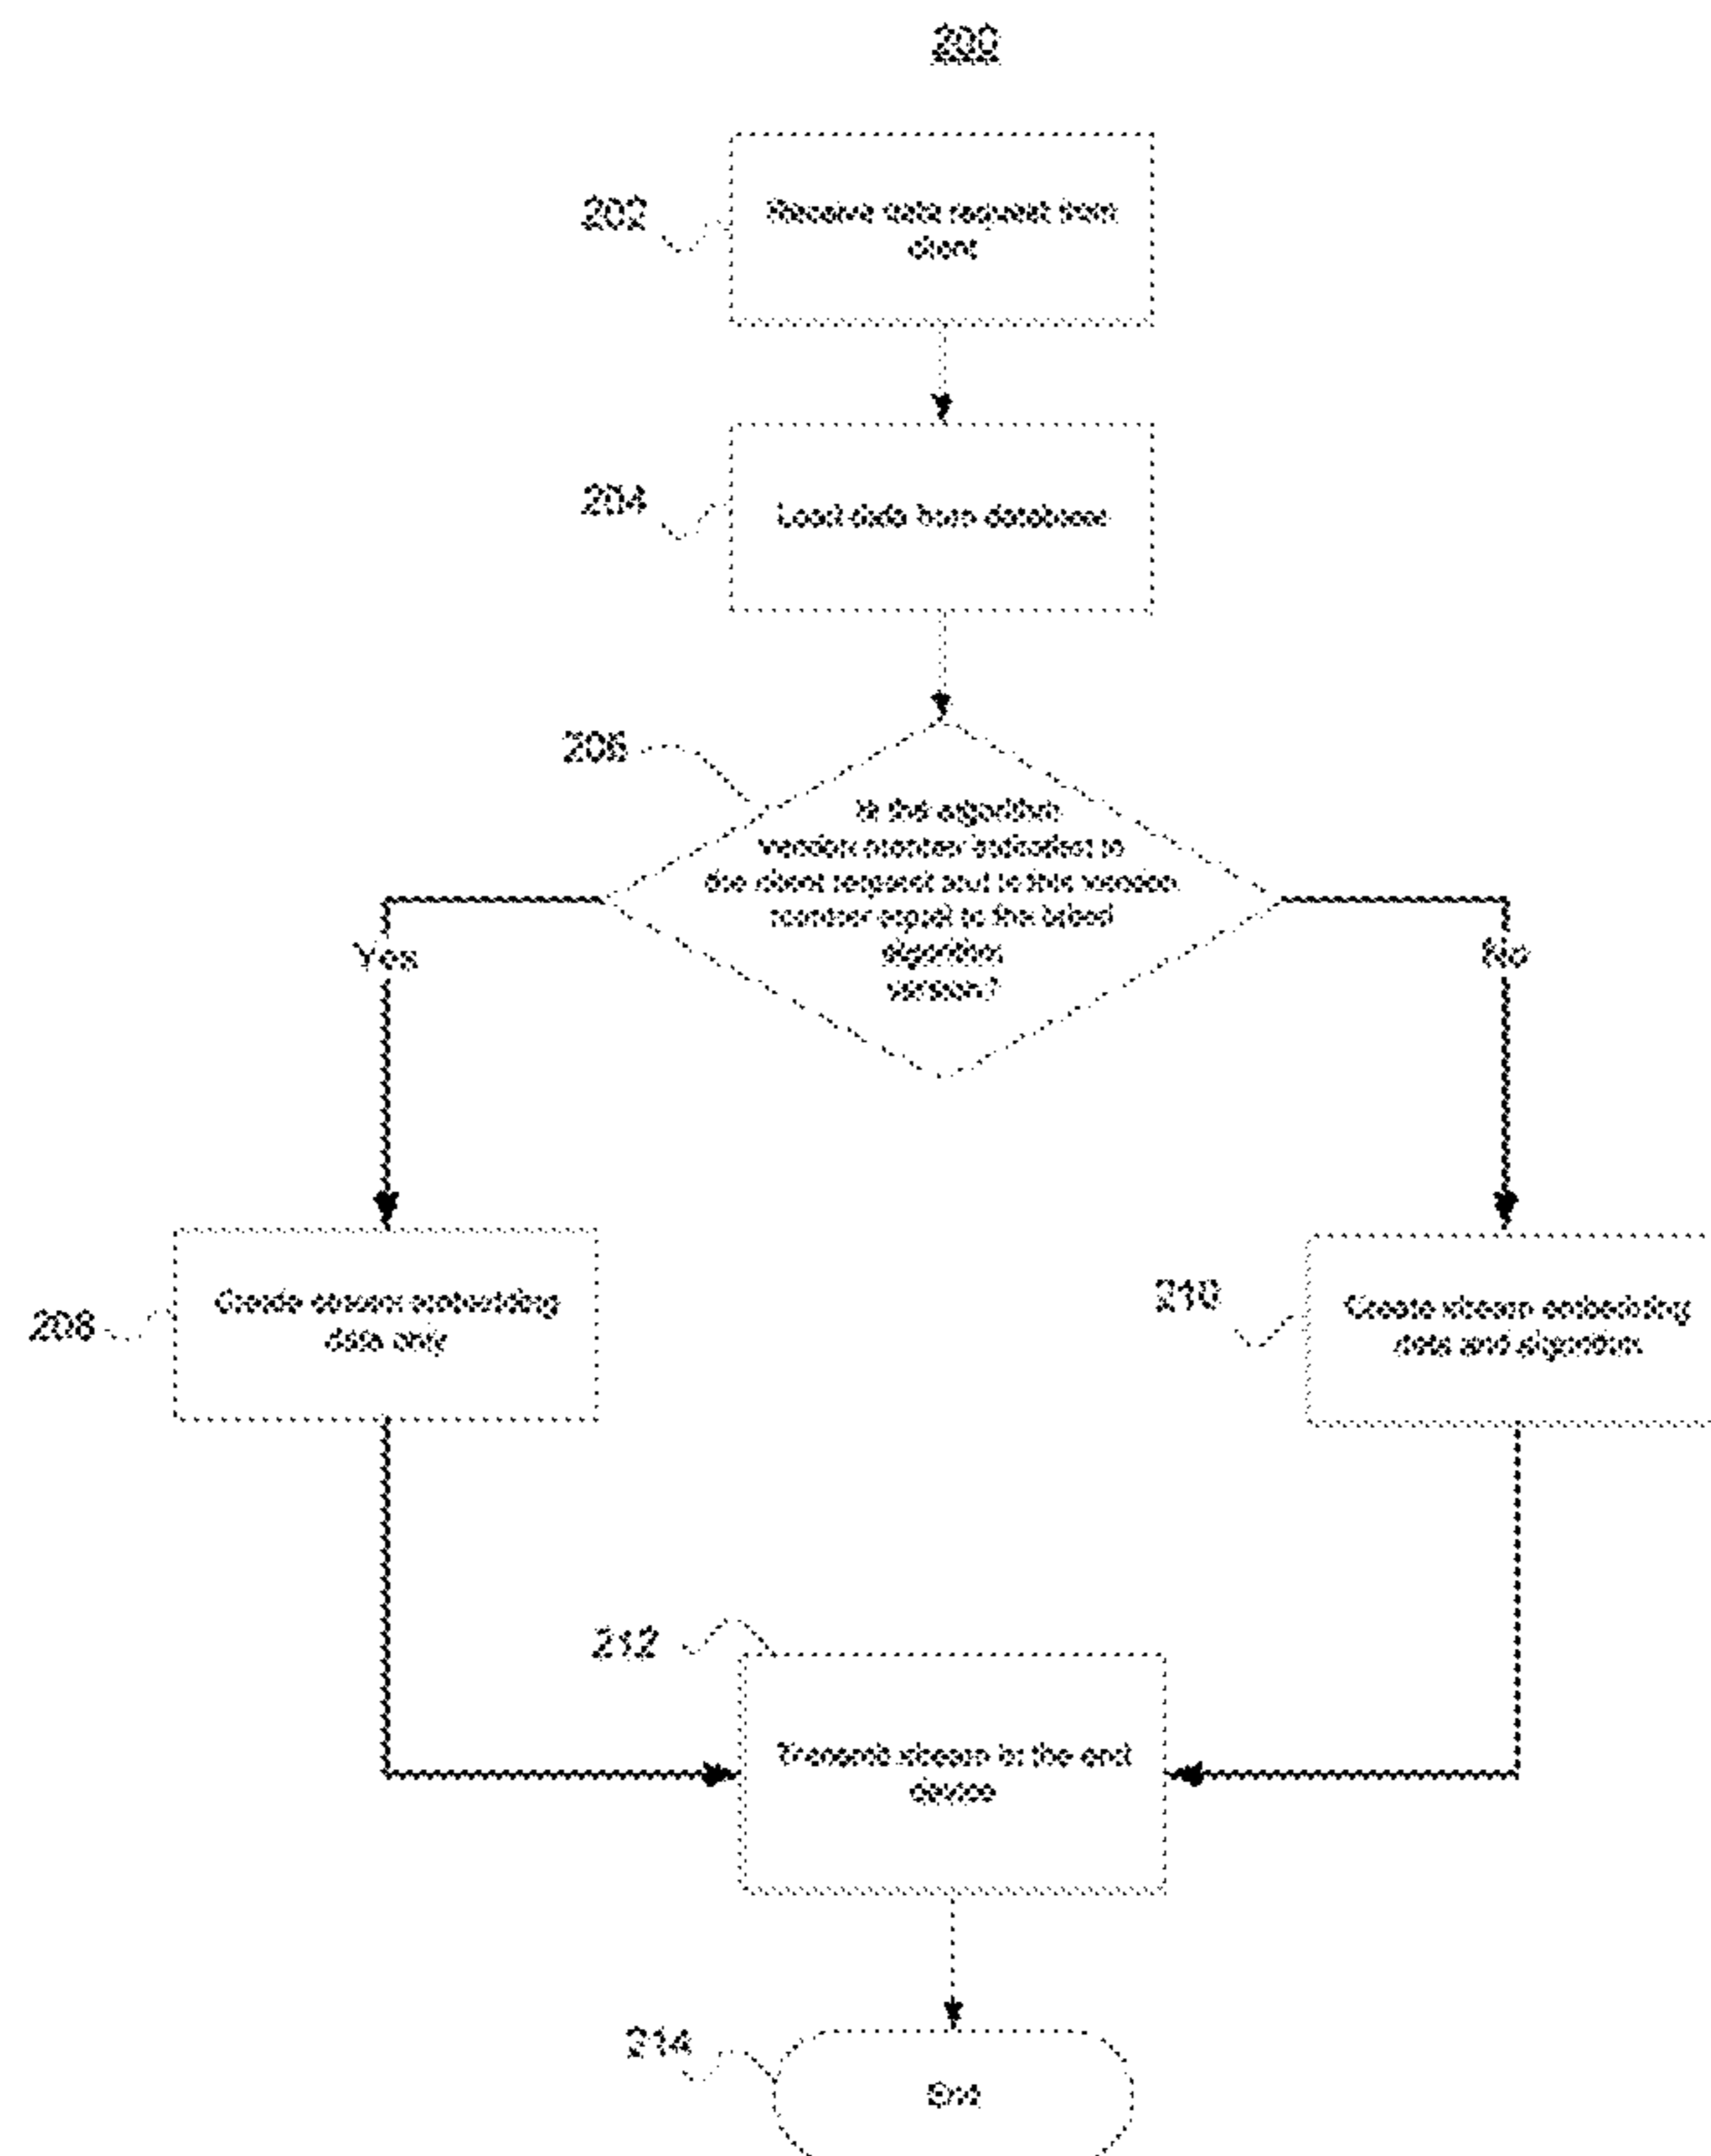 200
202
Receive data request from
client
204
Load data from database
206
Is the algorithm
version number indicated in
the client request and is this version
number equal to the latest
algorithm
version?
Yes
No
208
Create stream embedding
data only
210
Create stream embedding
data and algorithm
212
Transmit stream to the end
device
214
End